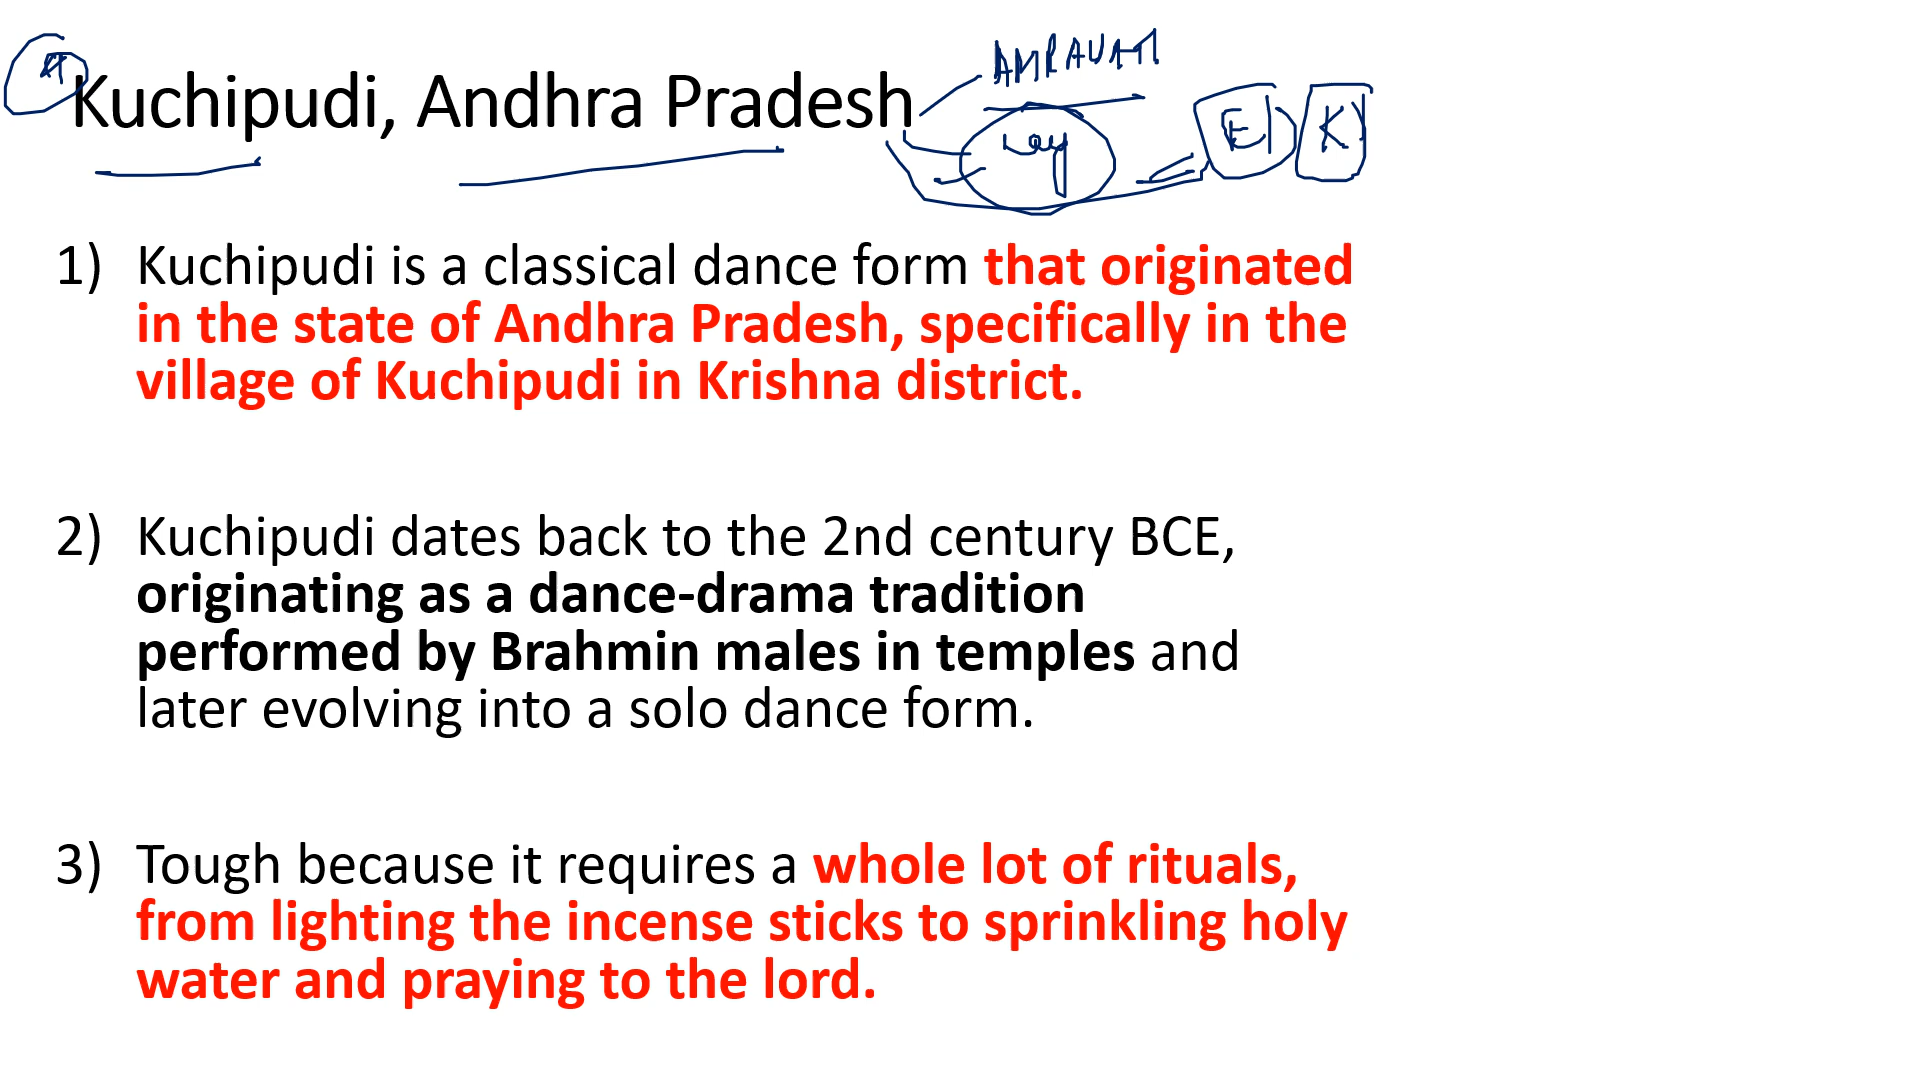 Kuchipudi, Andhra Pradesh
AMRAVATI
E) K)
1) Kuchipudi is a classical dance form that originated
in the state of Andhra Pradesh, specifically in the
village of Kuchipudi in Krishna district.
2) Kuchipudi dates back to the 2nd century BCE,
originating as a dance-drama tradition
performed by Brahmin males in temples and
later evolving into a solo dance form.
3) Tough because it requires a whole lot of rituals,
from lighting the incense sticks to sprinkling holy
water and praying to the lord.